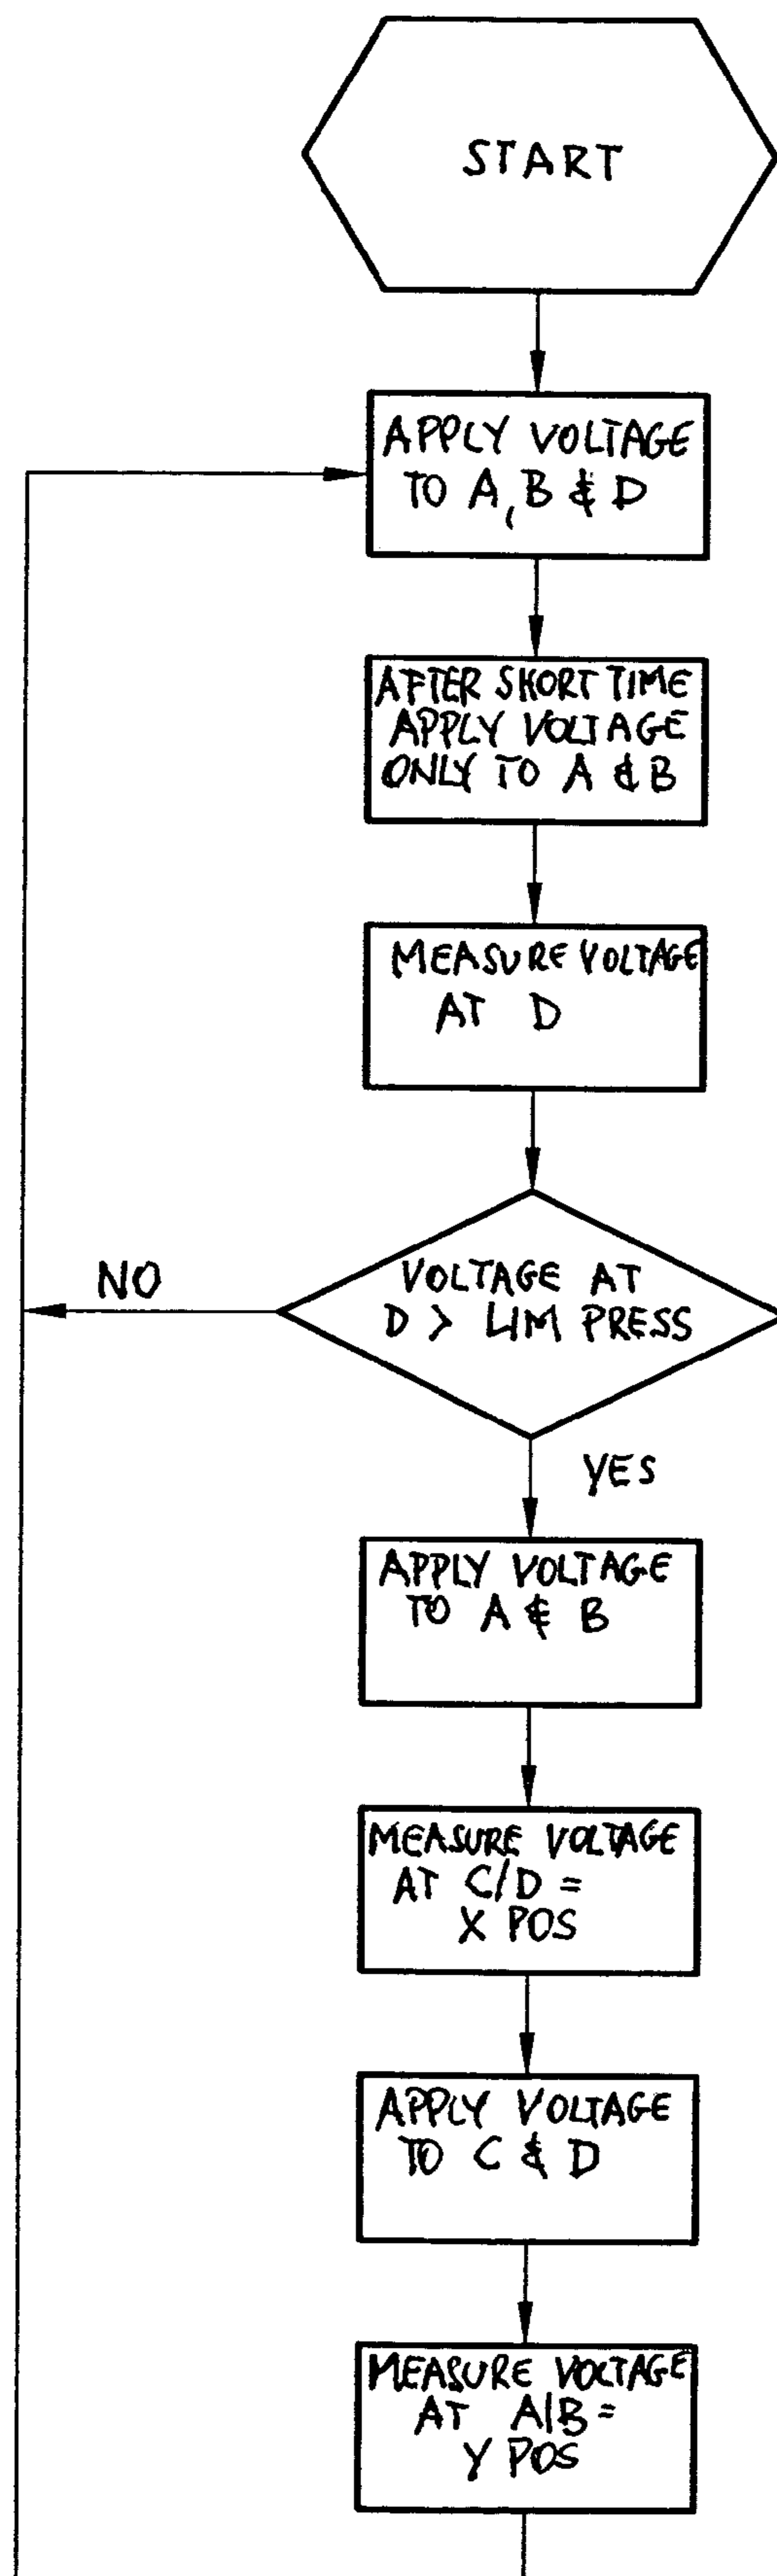 START
APPLY VOLTAGE
TO A, B & D
AFTER SHORT TIME
APPLY VOLTAGE
ONLY TO A & B
MEASURE VOLTAGE
AT D
VOLTAGE AT
D > LIM PRESS
NO
YES
APPLY VOLTAGE
TO A & B
MEASURE VOLTAGE
AT C/D =
X POS
APPLY VOLTAGE
TO C & D
MEASURE VOLTAGE
AT A/B =
Y POS